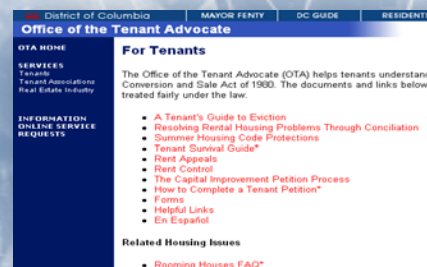 District of Columbia MAYOR FENTY DC GUIDE RESIDENT
Office of the Tenant Advocate
OTA HOME
SERVICES
Tenants
Tenant Associations
Real Estate Industry
INFORMATION
ONLINE SERVICE
REQUESTS
For Tenants
The Office of the Tenant Advocate (OTA) helps tenants understan
Conversion and Sale Act of 1980. The documents and links below
treated fairly under the law.
• A Tenant's Guide to Eviction
• Resolving Rental Housing Problems Through Conciliation
• Summer Housing Code Protections
• Tenant Survival Guide*
• Rent Appeals
• Rent Control
• The Capital Improvement Petition Process
• How to Complete a Tenant Petition*
• Forms
• Helpful Links
• En Español
Related Housing Issues
• Rooming Houses FAQ*